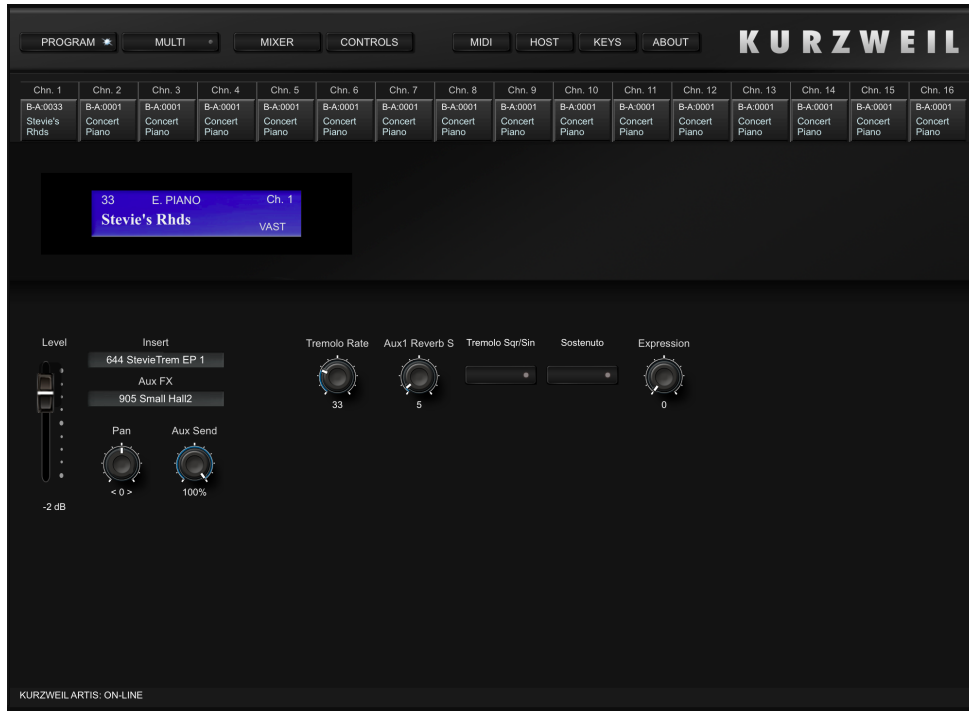 PROGRAM MULTI MIXER CONTROLS MIDI HOST KEYS ABOUT KURZWEIL
Chn. 1 Chn. 2 Chn. 3 Chn. 4 Chn. 5 Chn. 6 Chn. 7 Chn. 8 Chn. 9 Chn. 10 Chn. 11 Chn. 12 Chn. 13 Chn. 14 Chn. 15 Chn. 16
B-A:0033 B-A:0001 B-A:0001 B-A:0001 B-A:0001 B-A:0001 B-A:0001 B-A:0001 B-A:0001 B-A:0001 B-A:0001 B-A:0001 B-A:0001 B-A:0001 B-A:0001 B-A:0001
Stevie's Concert Concert Concert Concert Concert Concert Concert Concert Concert Concert Concert Concert Concert Concert Concert
Rhds Piano Piano Piano Piano Piano Piano Piano Piano Piano Piano Piano Piano Piano Piano Piano
33 E. PIANO Ch. 1
Stevie's Rhds
VAST
Level Insert Tremolo Rate Aux1 Reverb S Tremolo Sqr/Sin Sostenuto Expression
644 StevieTrem EP 1
Aux FX
905 Small Hall2
33 5 0
Pan Aux Send
< 0 > 100%
-2 dB
KURZWEIL ARTIS: ON-LINE